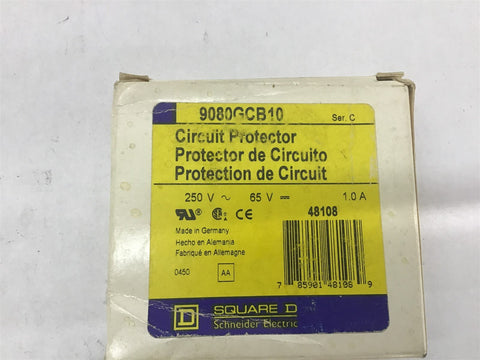 9080GCB10 Ser. C
Circuit Protector
Protector de Circuito
Protection de Circuit
250 V ~ 65 V ⎓ 1.0 A
48108
Made in Germany
Hecho en Alemania
Fabriqué en Allemagne
0450 AA
7 85901 48106 9
D SQUARE D
Schneider Electric